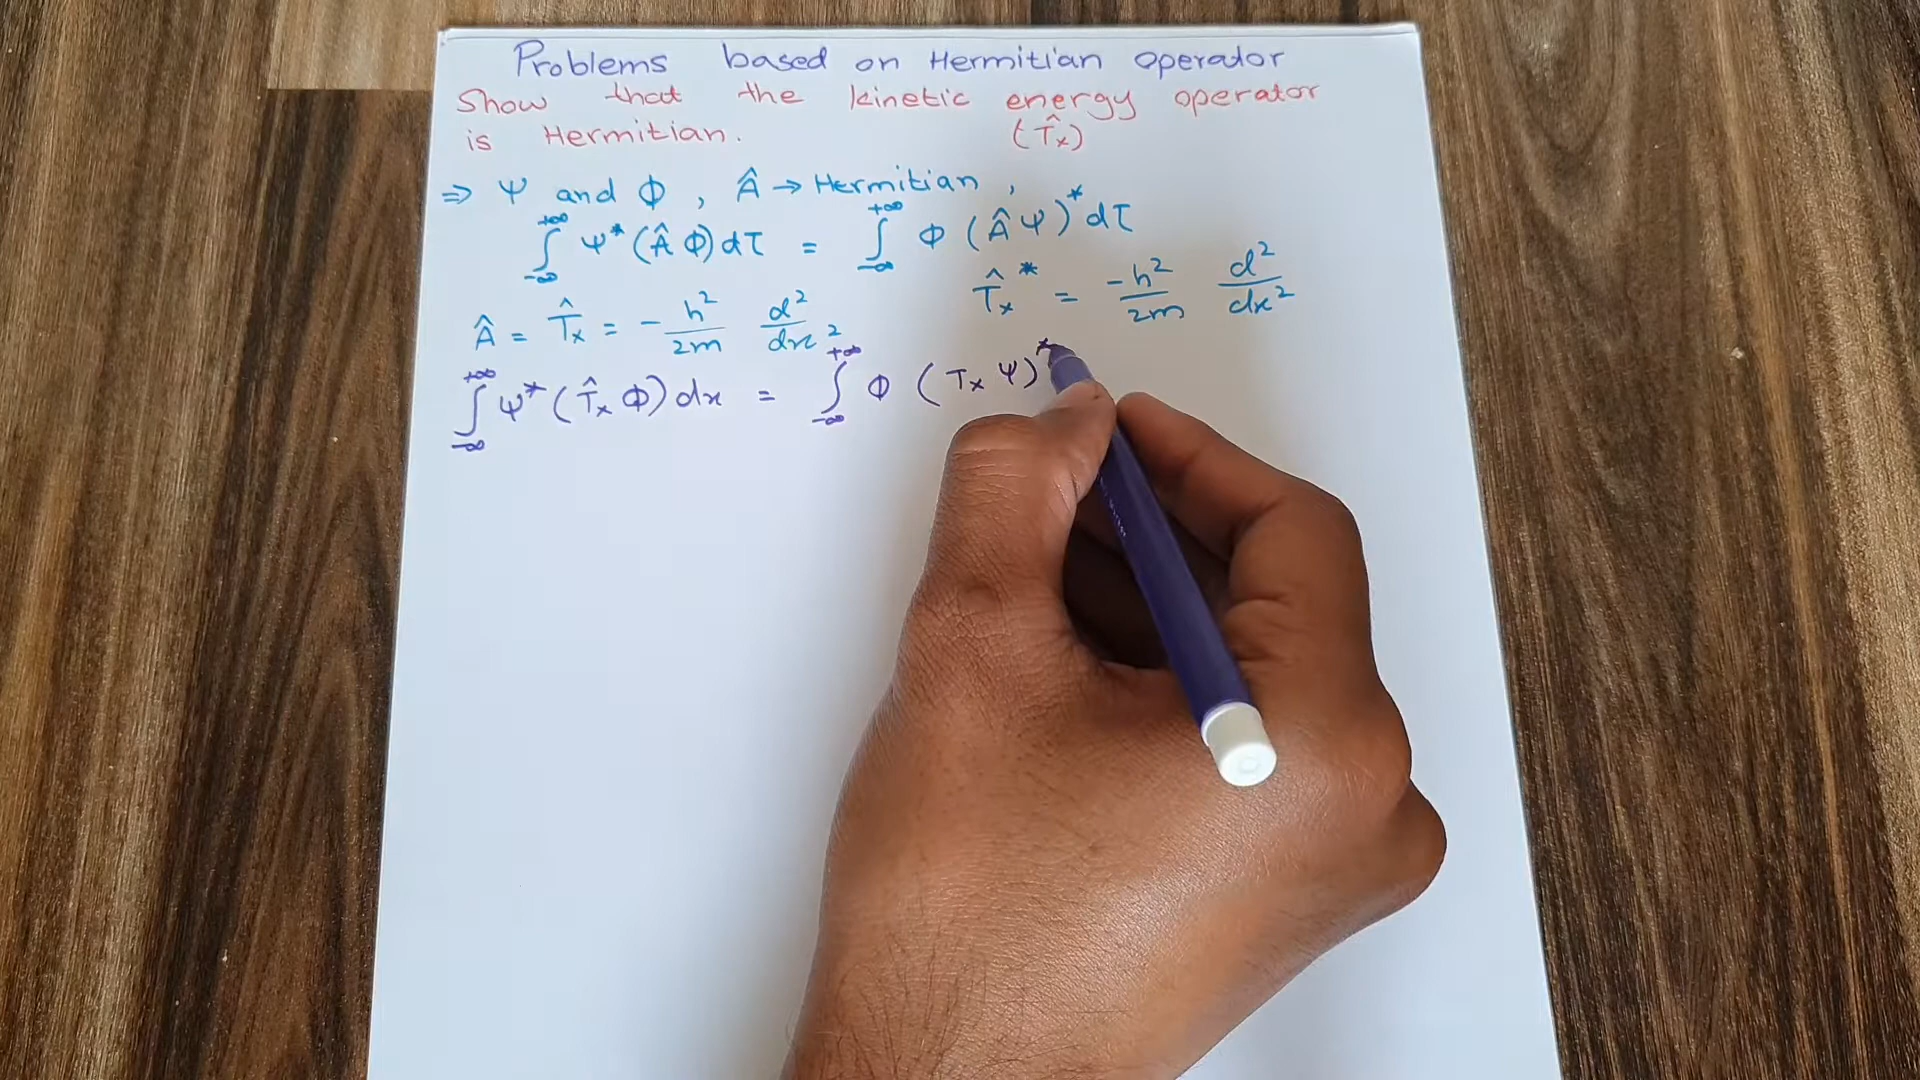 Problems based on Hermitian operator
Show that the kinetic energy operator
is Hermitian. (T̂ₓ)
⇒ Ψ and Φ , Â → Hermitian ,
∫₋∞^+∞ Ψ* (Â Φ) dτ = ∫₋∞^+∞ Φ (Â Ψ)* dτ
T̂ₓ* = -h²/2m d²/dx²
Â = T̂ₓ = - h²/2m d²/dx²
∫₋∞^+∞ Ψ* (T̂ₓ Φ) dx = ∫₋∞^+∞ Φ (Tₓ Ψ)*